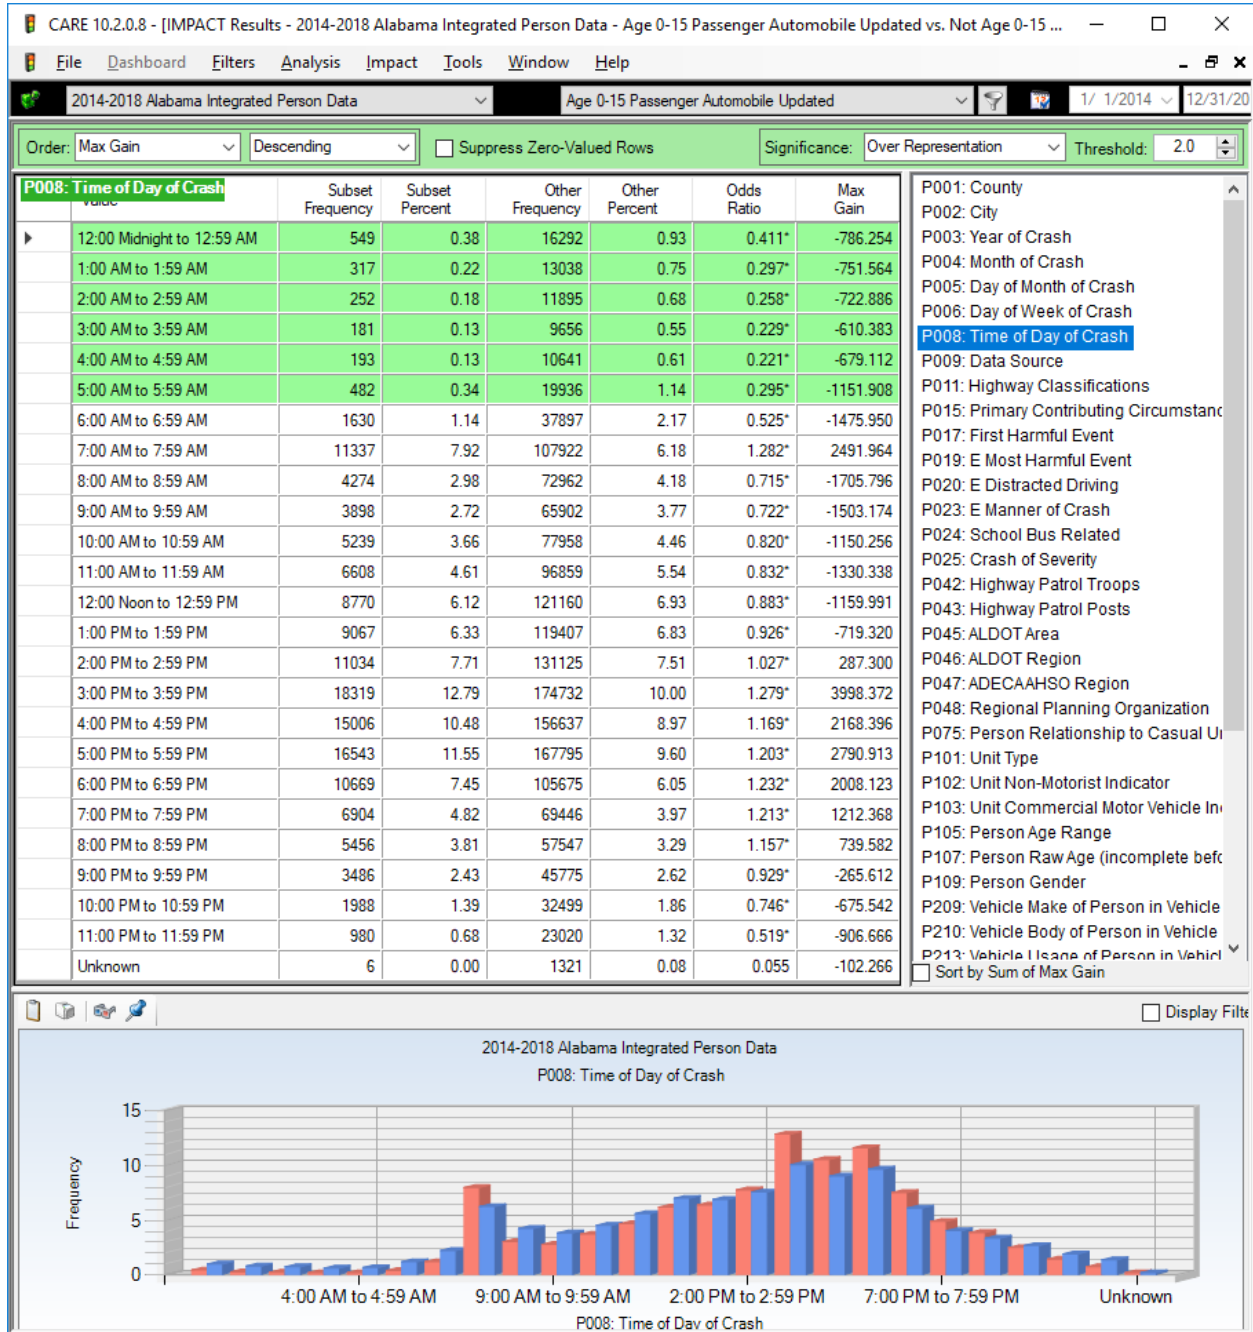 CARE 10.2.0.8 - [IMPACT Results - 2014-2018 Alabama Integrated Person Data - Age 0-15 Passenger Automobile Updated vs. Not Age 0-15 ...
File Dashboard Filters Analysis Impact Tools Window Help
2014-2018 Alabama Integrated Person Data Age 0-15 Passenger Automobile Updated 1/ 1/2014 12/31/20
Order: Max Gain Descending Suppress Zero-Valued Rows Significance: Over Representation Threshold: 2.0
P008: Time of Day of Crash
Subset Frequency Subset Percent Other Frequency Other Percent Odds Ratio Max Gain
12:00 Midnight to 12:59 AM 549 0.38 16292 0.93 0.411* -786.254
1:00 AM to 1:59 AM 317 0.22 13038 0.75 0.297* -751.564
2:00 AM to 2:59 AM 252 0.18 11895 0.68 0.258* -722.886
3:00 AM to 3:59 AM 181 0.13 9656 0.55 0.229* -610.383
4:00 AM to 4:59 AM 193 0.13 10641 0.61 0.221* -679.112
5:00 AM to 5:59 AM 482 0.34 19936 1.14 0.295* -1151.908
6:00 AM to 6:59 AM 1630 1.14 37897 2.17 0.525* -1475.950
7:00 AM to 7:59 AM 11337 7.92 107922 6.18 1.282* 2491.964
8:00 AM to 8:59 AM 4274 2.98 72962 4.18 0.715* -1705.796
9:00 AM to 9:59 AM 3898 2.72 65902 3.77 0.722* -1503.174
10:00 AM to 10:59 AM 5239 3.66 77958 4.46 0.820* -1150.256
11:00 AM to 11:59 AM 6608 4.61 96859 5.54 0.832* -1330.338
12:00 Noon to 12:59 PM 8770 6.12 121160 6.93 0.883* -1159.991
1:00 PM to 1:59 PM 9067 6.33 119407 6.83 0.926* -719.320
2:00 PM to 2:59 PM 11034 7.71 131125 7.51 1.027* 287.300
3:00 PM to 3:59 PM 18319 12.79 174732 10.00 1.279* 3998.372
4:00 PM to 4:59 PM 15006 10.48 156637 8.97 1.169* 2168.396
5:00 PM to 5:59 PM 16543 11.55 167795 9.60 1.203* 2790.913
6:00 PM to 6:59 PM 10669 7.45 105675 6.05 1.232* 2008.123
7:00 PM to 7:59 PM 6904 4.82 69446 3.97 1.213* 1212.368
8:00 PM to 8:59 PM 5456 3.81 57547 3.29 1.157* 739.582
9:00 PM to 9:59 PM 3486 2.43 45775 2.62 0.929* -265.612
10:00 PM to 10:59 PM 1988 1.39 32499 1.86 0.746* -675.542
11:00 PM to 11:59 PM 980 0.68 23020 1.32 0.519* -906.666
Unknown 6 0.00 1321 0.08 0.055 -102.266
P001: County
P002: City
P003: Year of Crash
P004: Month of Crash
P005: Day of Month of Crash
P006: Day of Week of Crash
P008: Time of Day of Crash
P009: Data Source
P011: Highway Classifications
P015: Primary Contributing Circumstanc
P017: First Harmful Event
P019: E Most Harmful Event
P020: E Distracted Driving
P023: E Manner of Crash
P024: School Bus Related
P025: Crash of Severity
P042: Highway Patrol Troops
P043: Highway Patrol Posts
P045: ALDOT Area
P046: ALDOT Region
P047: ADECAAHSO Region
P048: Regional Planning Organization
P075: Person Relationship to Casual U
P101: Unit Type
P102: Unit Non-Motorist Indicator
P103: Unit Commercial Motor Vehicle In
P105: Person Age Range
P107: Person Raw Age (incomplete befo
P109: Person Gender
P209: Vehicle Make of Person in Vehicle
P210: Vehicle Body of Person in Vehicle
P213: Vehicle Usage of Person in Vehicl
Sort by Sum of Max Gain
Display Filte
2014-2018 Alabama Integrated Person Data
P008: Time of Day of Crash
Frequency
15
10
5
0
4:00 AM to 4:59 AM 9:00 AM to 9:59 AM 2:00 PM to 2:59 PM 7:00 PM to 7:59 PM Unknown
P008: Time of Day of Crash